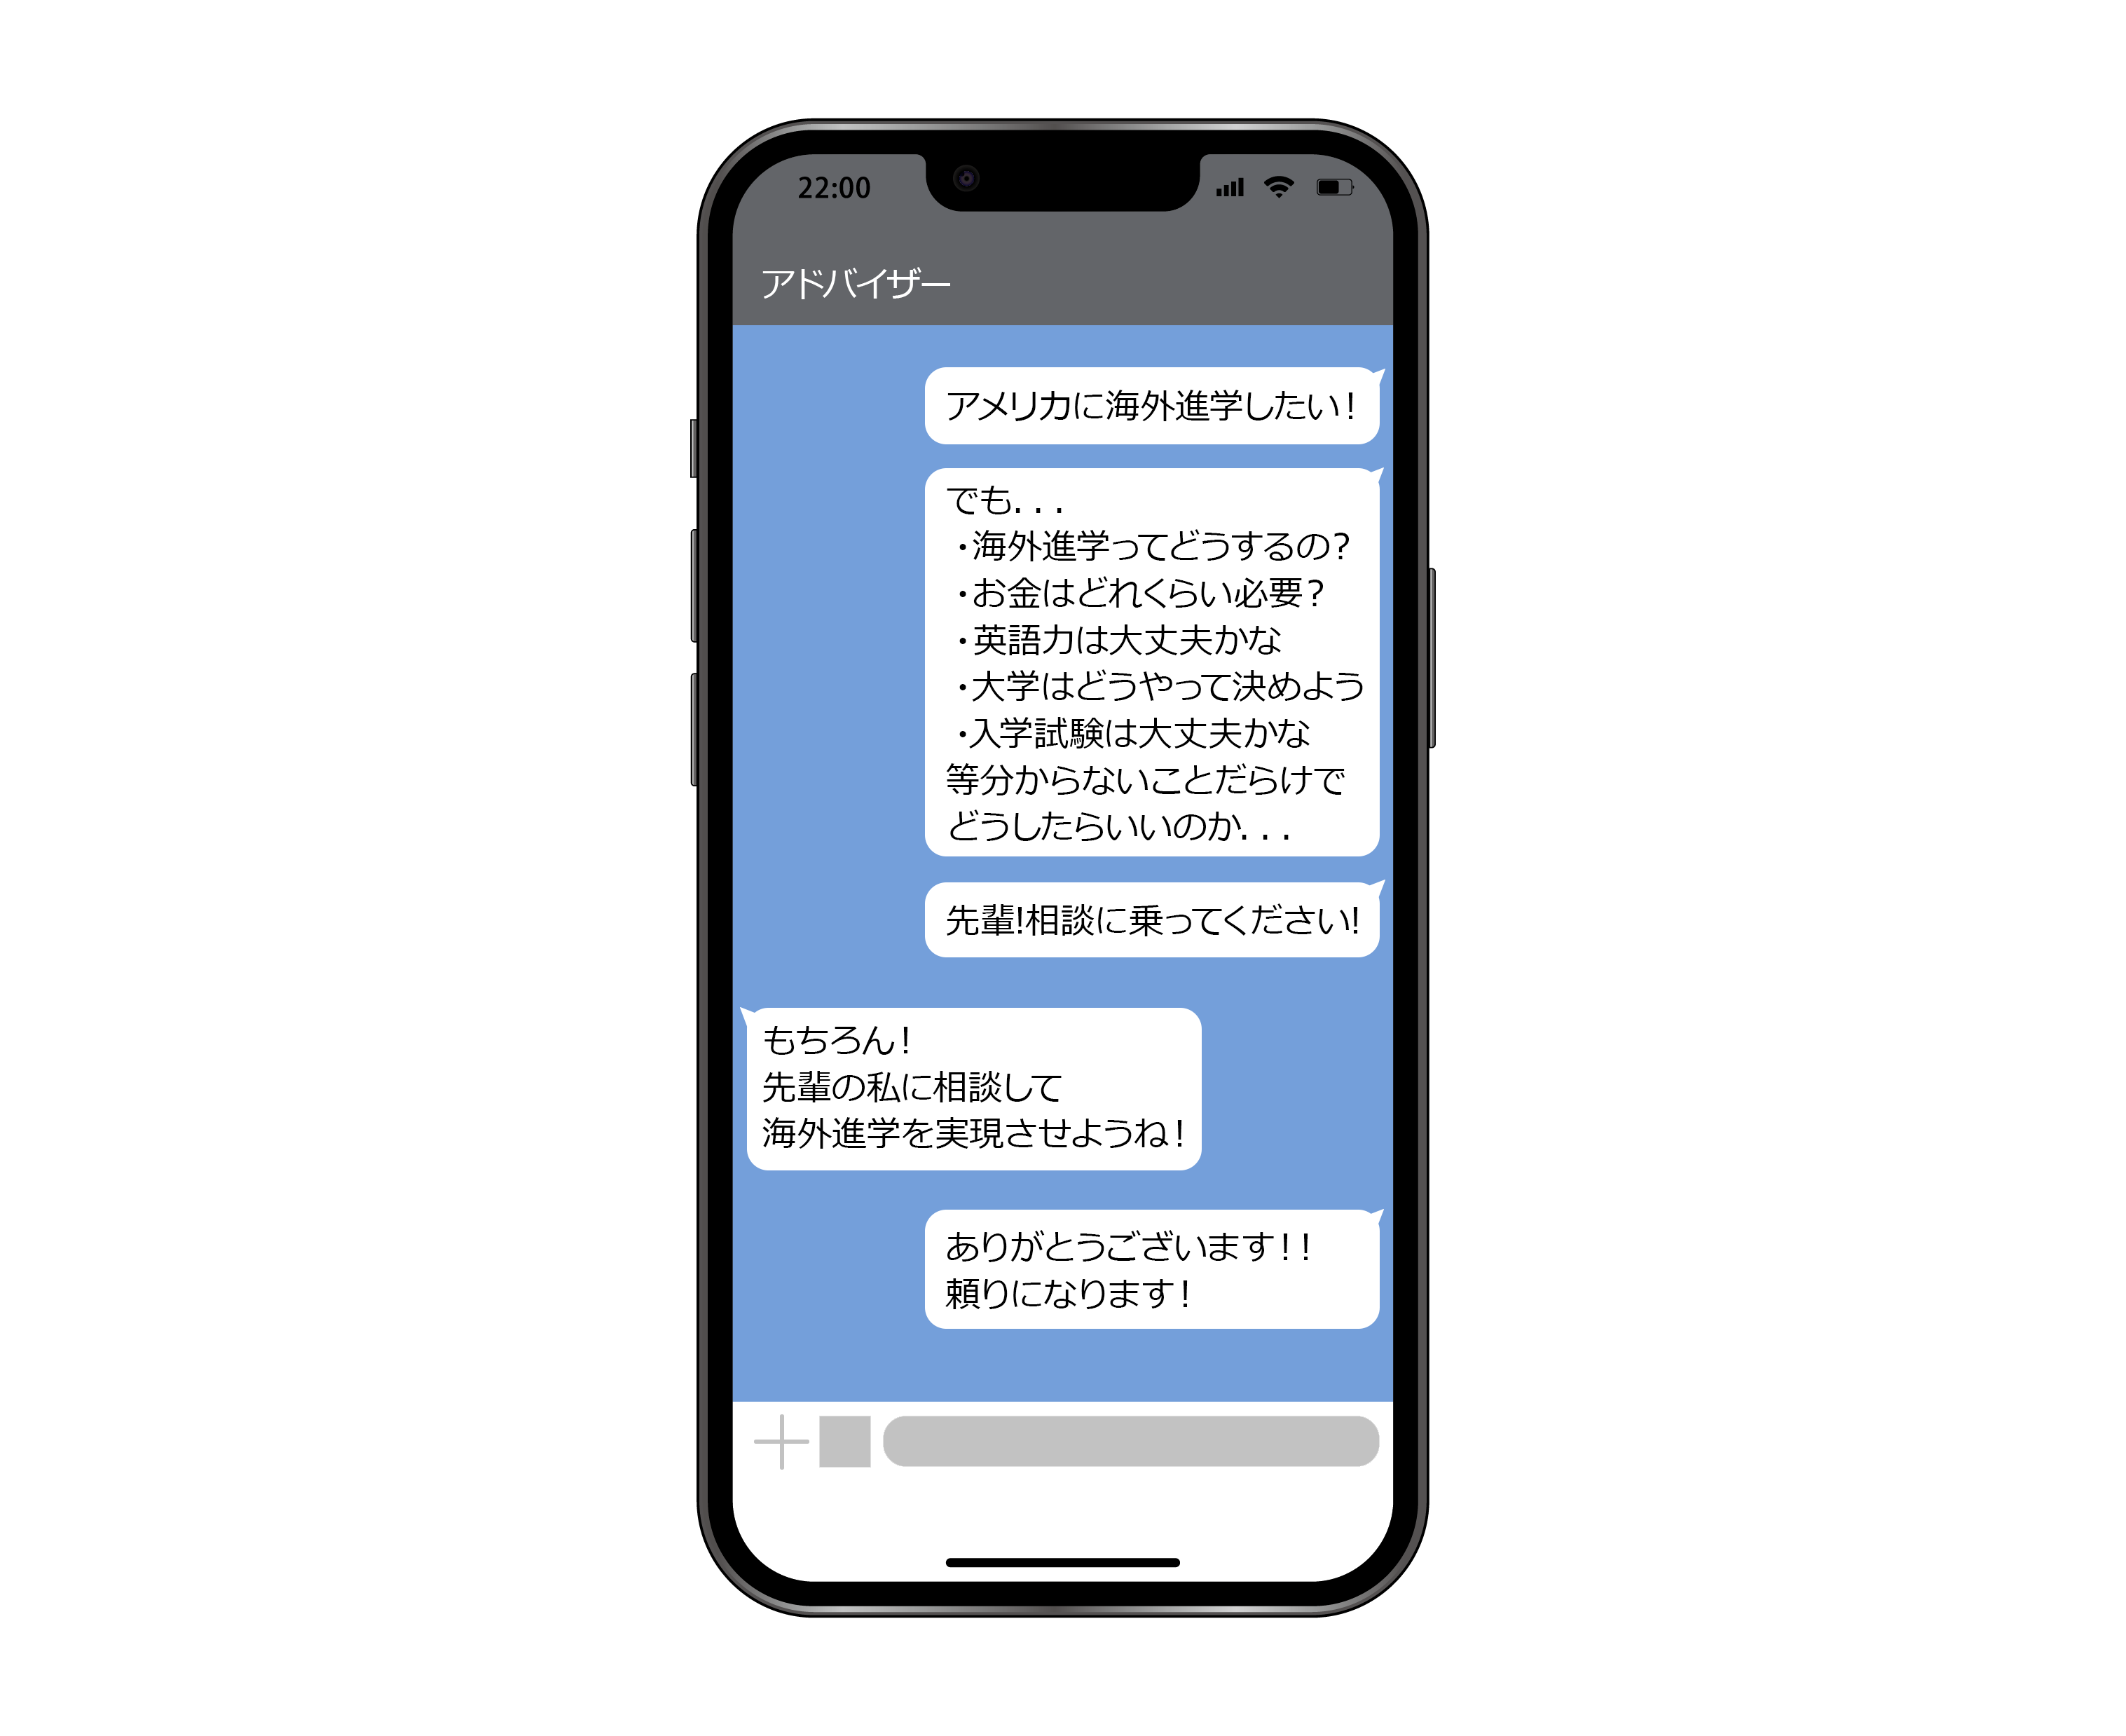 22:00
アドバイザー
アメリカに海外進学したい!
でも...
・海外進学ってどうするの?
・お金はどれくらい必要?
・英語力は大丈夫かな
・大学はどうやって決めよう
・入学試験は大丈夫かな
等分からないことだらけで
どうしたらいいのか...
先輩!相談に乗ってください!
もちろん!
先輩の私に相談して
海外進学を実現させようね!
ありがとうございます!!
頼りになります!